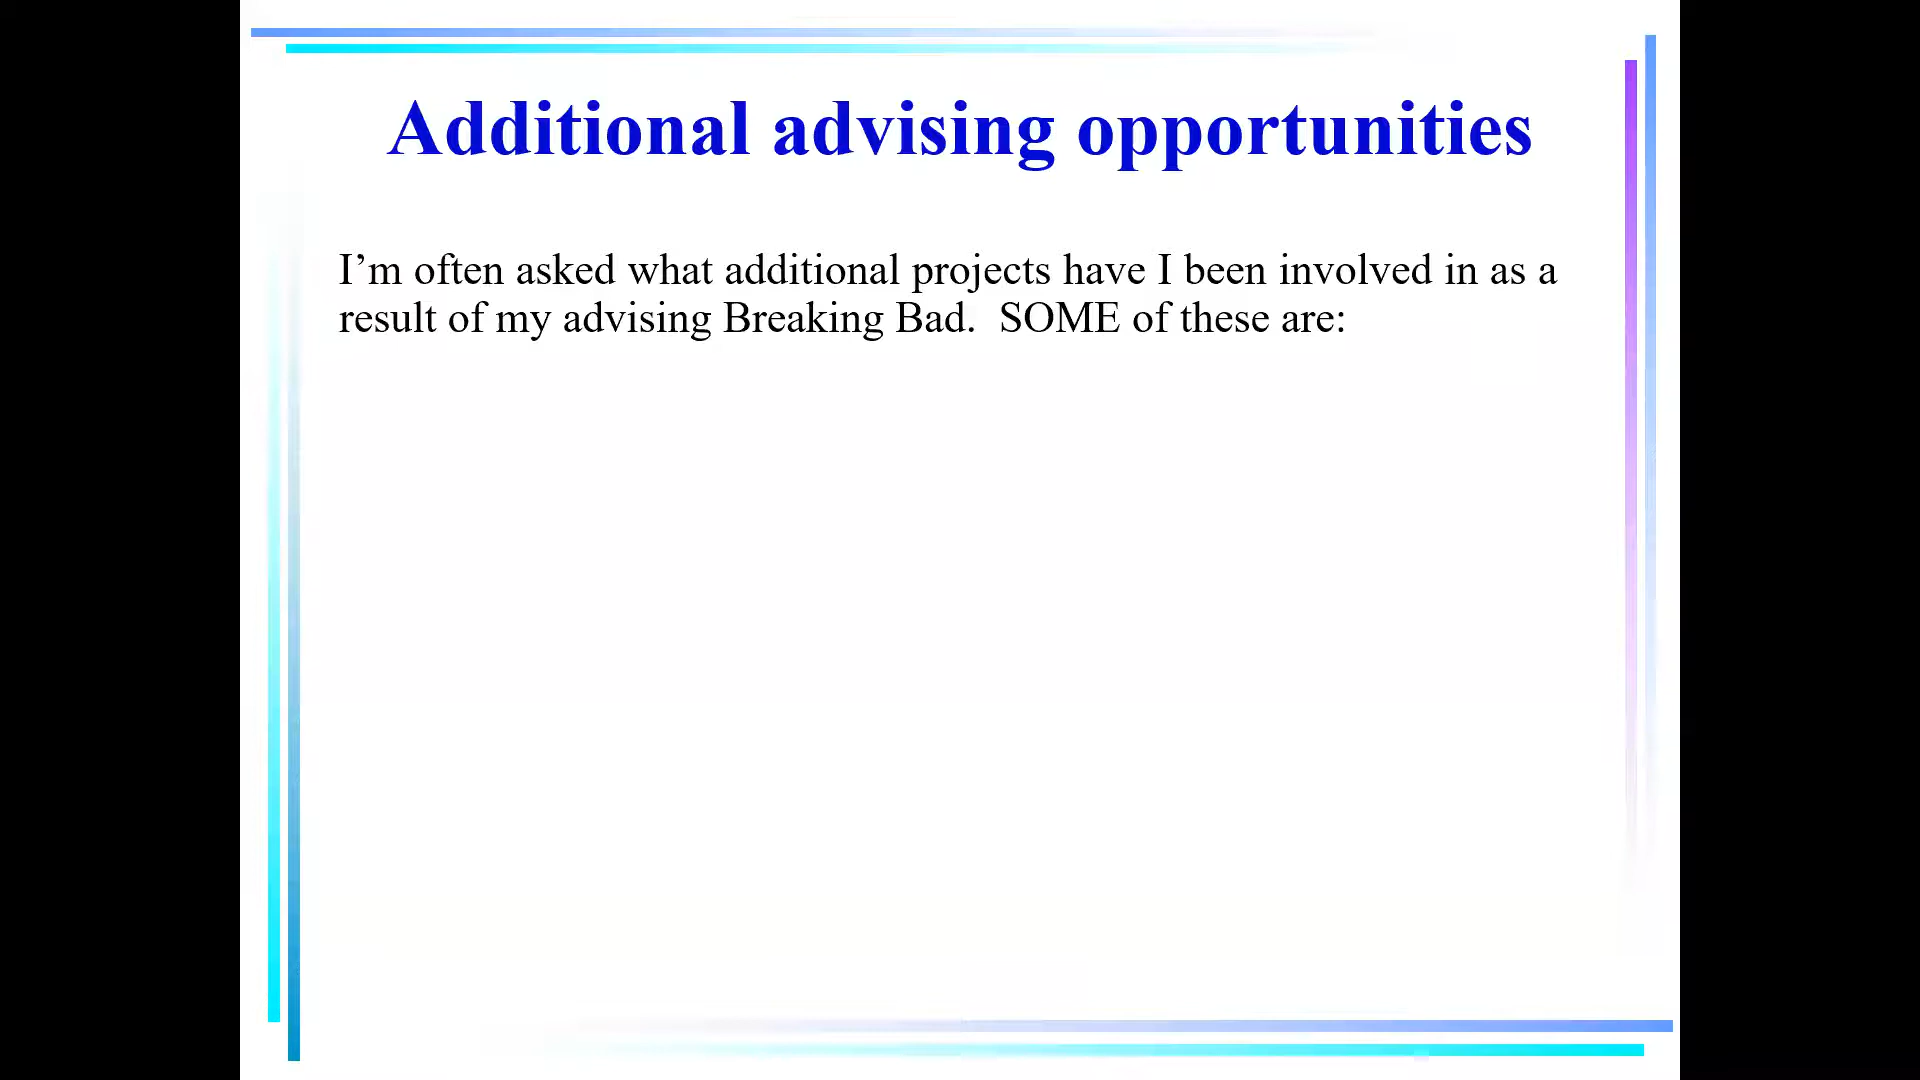 Additional advising opportunities
I’m often asked what additional projects have I been involved in as a
result of my advising Breaking Bad.  SOME of these are: